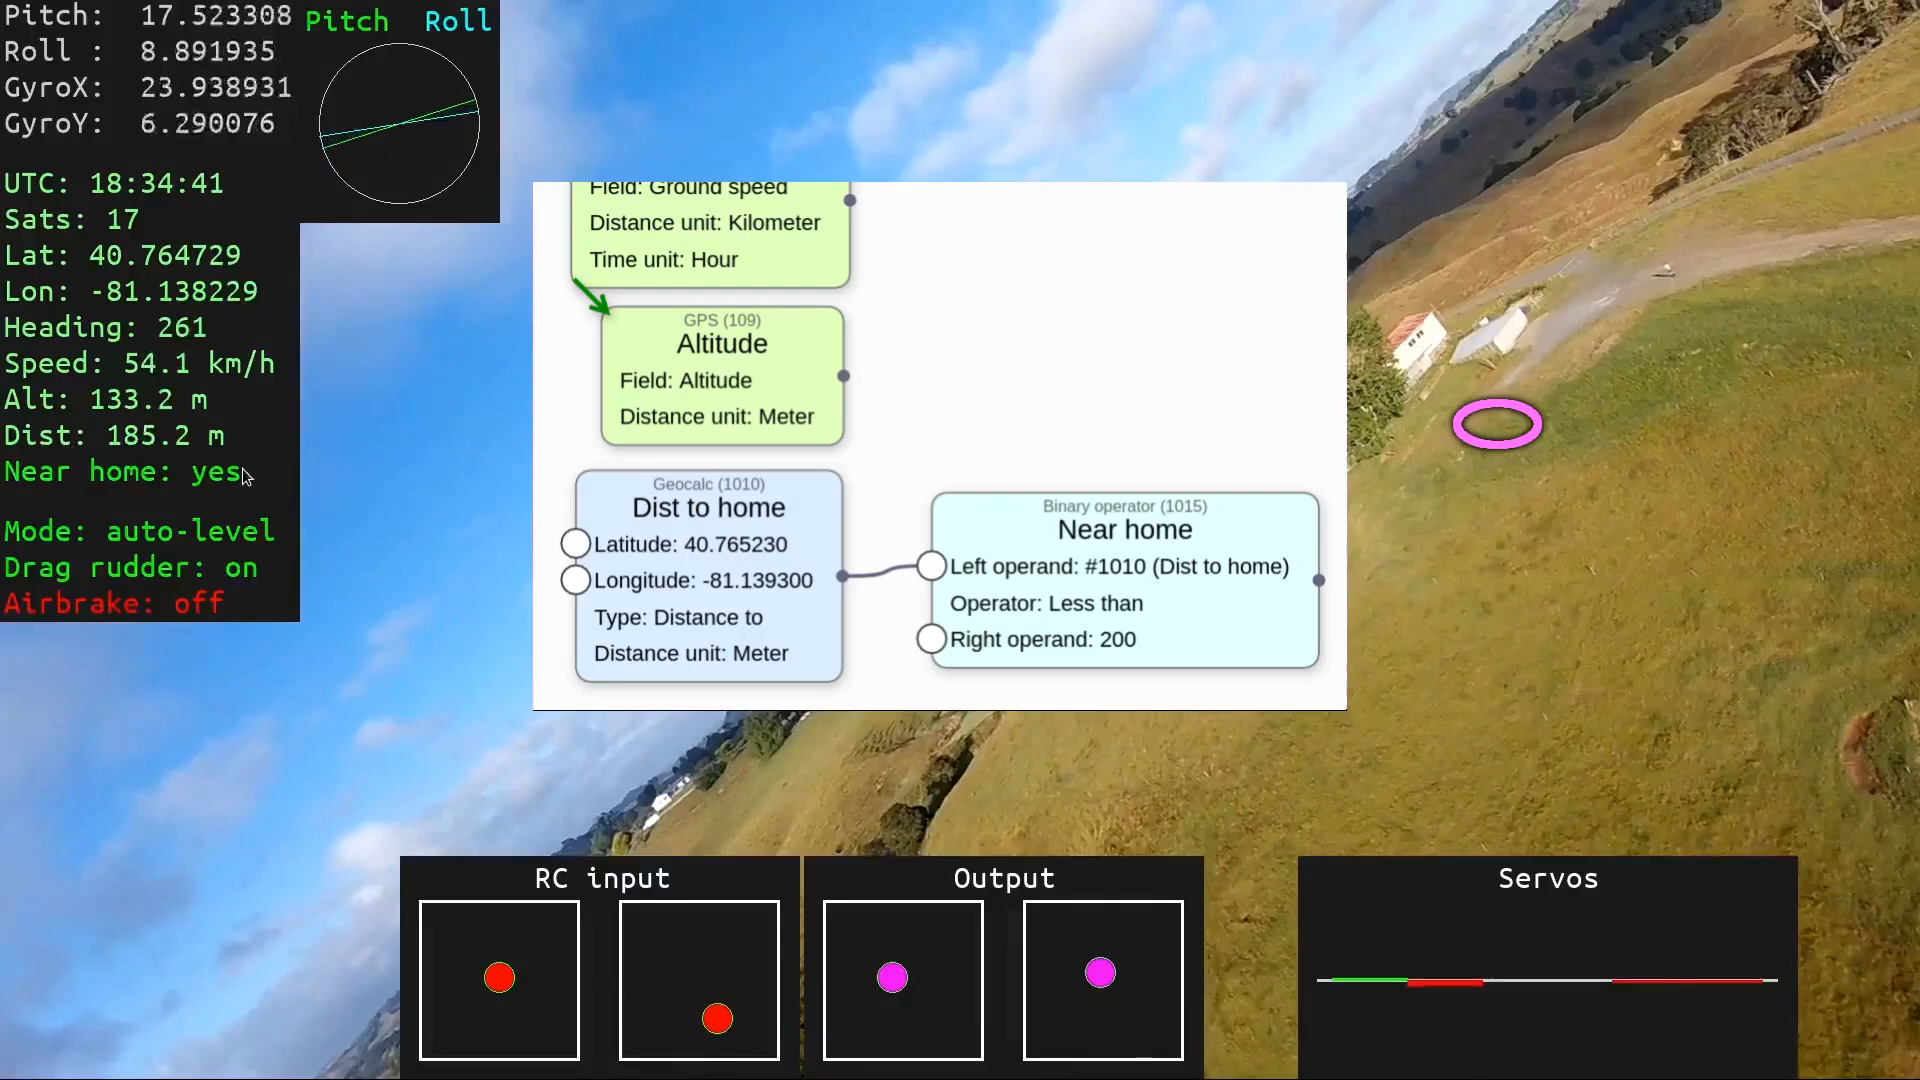 Pitch: 17.523308
Roll : 8.891935
GyroX: 23.938931
GyroY: 6.290076
Pitch Roll
UTC: 18:34:41
Sats: 17
Lat: 40.764729
Lon: -81.138229
Heading: 261
Speed: 54.1 km/h
Alt: 133.2 m
Dist: 185.2 m
Near home: yes
Mode: auto-level
Drag rudder: on
Airbrake: off
Field: Ground speed
Distance unit: Kilometer
Time unit: Hour
GPS (109)
Altitude
Field: Altitude
Distance unit: Meter
Geocalc (1010)
Dist to home
Latitude: 40.765230
Longitude: -81.139300
Type: Distance to
Distance unit: Meter
Binary operator (1015)
Near home
Left operand: #1010 (Dist to home)
Operator: Less than
Right operand: 200
RC input
Output
Servos